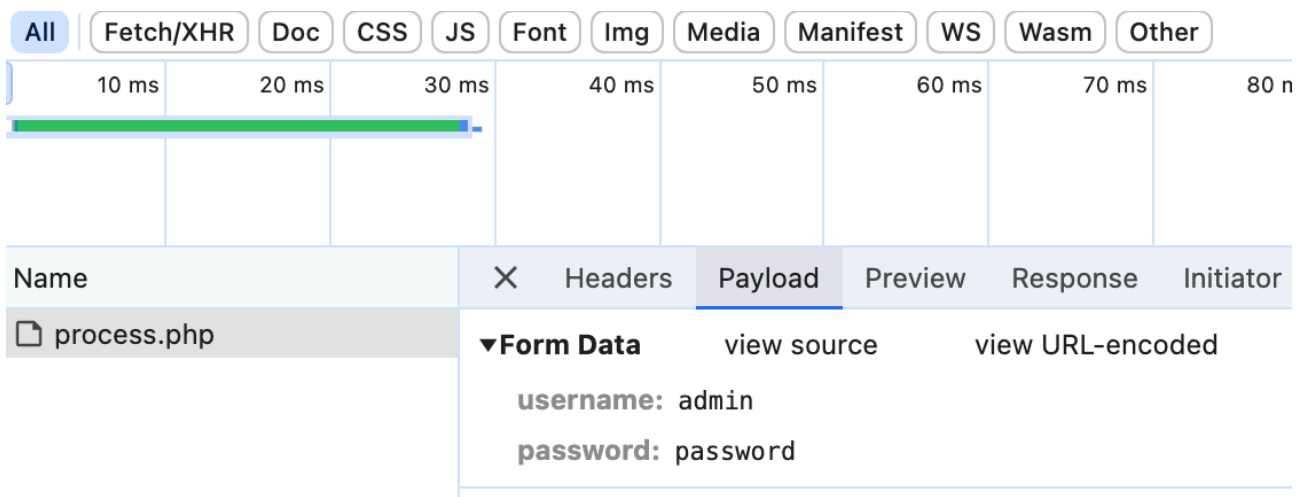 All Fetch/XHR Doc CSS JS Font Img Media Manifest WS Wasm Other
10 ms 20 ms 30 ms 40 ms 50 ms 60 ms 70 ms 80
Name
Headers Payload Preview Response Initiator
process.php
Form Data view source view URL-encoded
username: admin
password: password